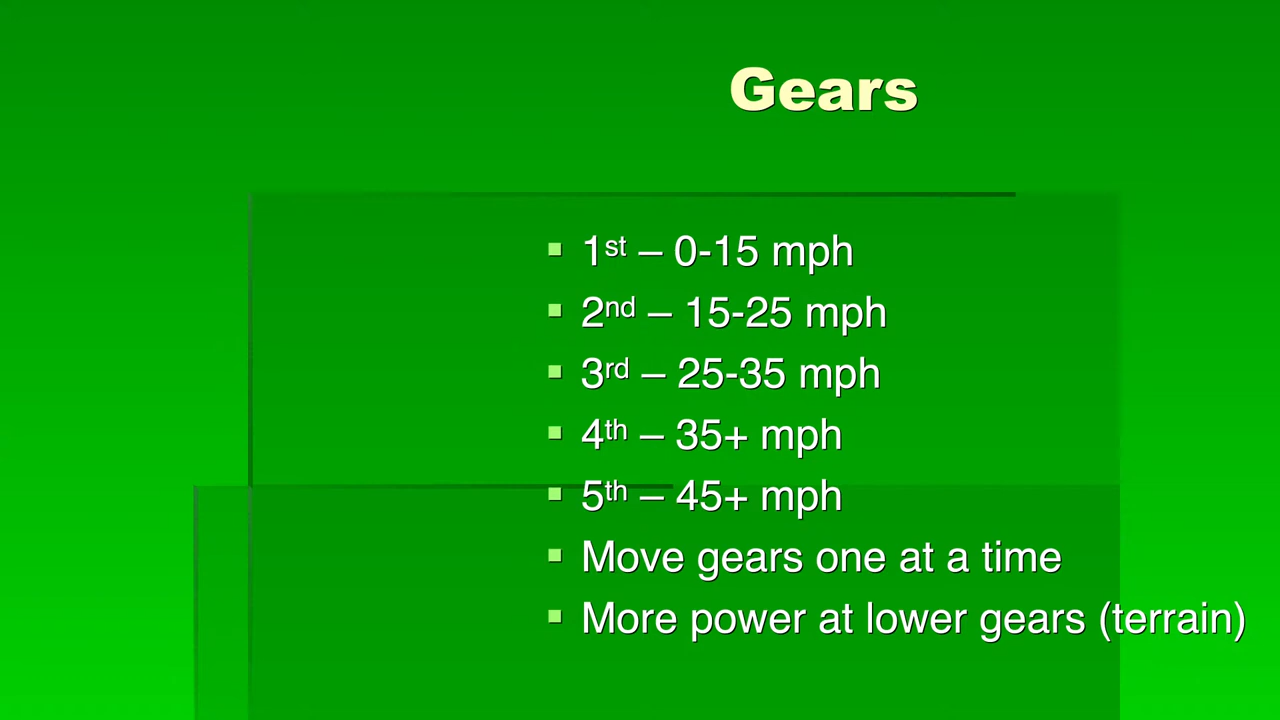 Gears
▪ 1st – 0-15 mph
▪ 2nd – 15-25 mph
▪ 3rd – 25-35 mph
▪ 4th – 35+ mph
▪ 5th – 45+ mph
▪ Move gears one at a time
▪ More power at lower gears (terrain)